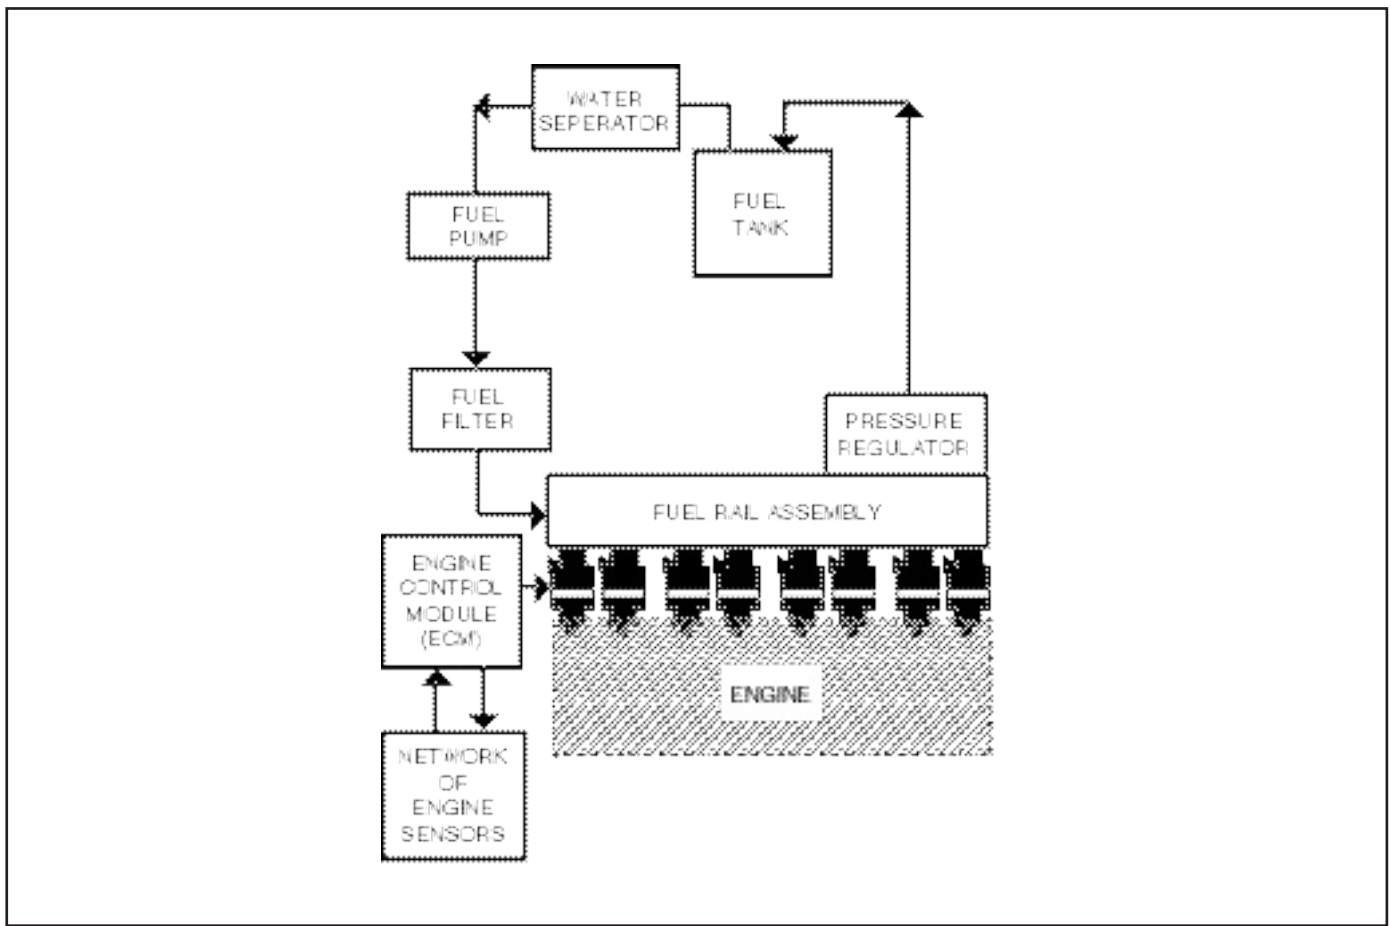 WATER
SEPERATOR
FUEL
TANK
FUEL
PUMP
FUEL
FILTER
PRESSURE
REGULATOR
FUEL RAIL ASSEMBLY
ENGINE
CONTROL
MODULE
(ECM)
ENGINE
NETWORK
OF
ENGINE
SENSORS